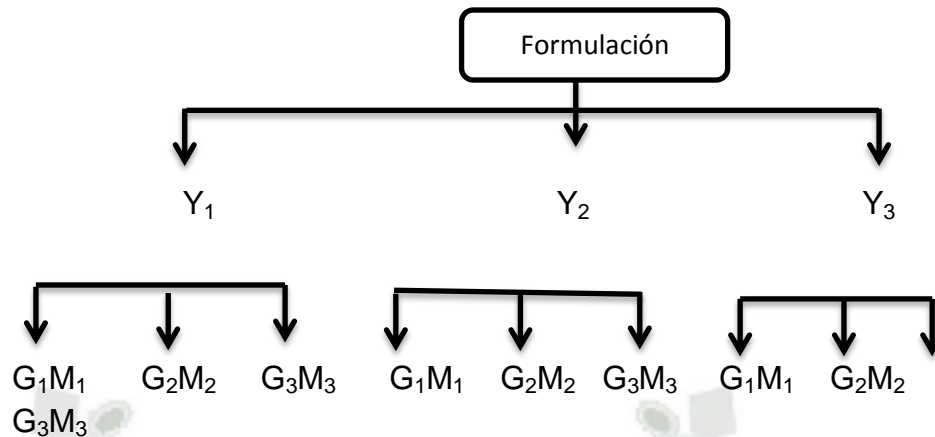 Formulación
Y₁ Y₂ Y₃
G₁M₁ G₂M₂ G₃M₃ G₁M₁ G₂M₂ G₃M₃ G₁M₁ G₂M₂
G₃M₃